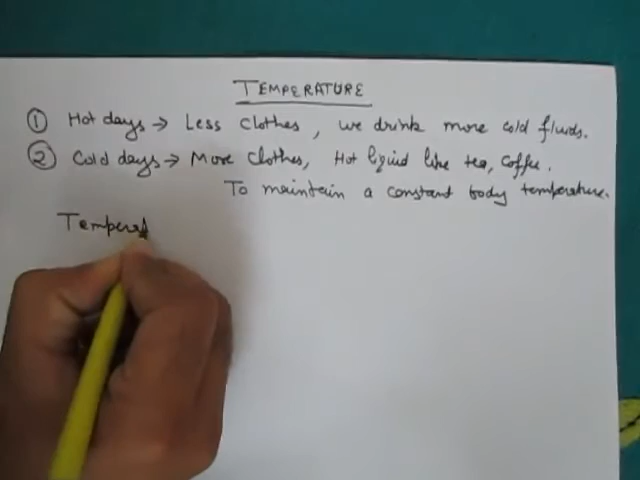 TEMPERATURE
① Hot days → Less clothes, we drink more cold fluids.
② Cold days → More clothes, Hot liquid like tea, coffee.
To maintain a constant body temperature.
Temperat